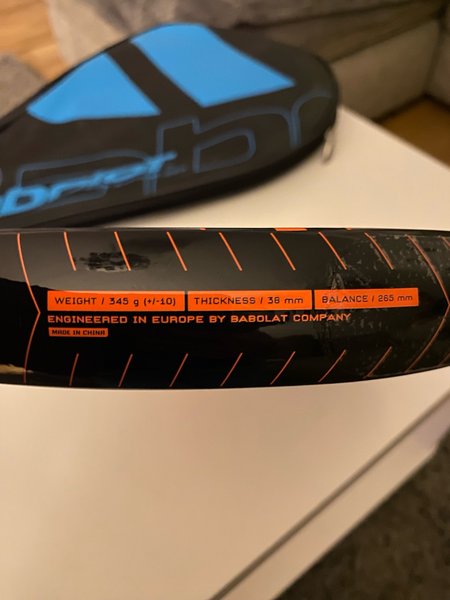 WEIGHT / 345 g (+/-10) THICKNESS / 38 mm BALANCE / 265 mm
ENGINEERED IN EUROPE BY BABOLAT COMPANY
MADE IN CHINA